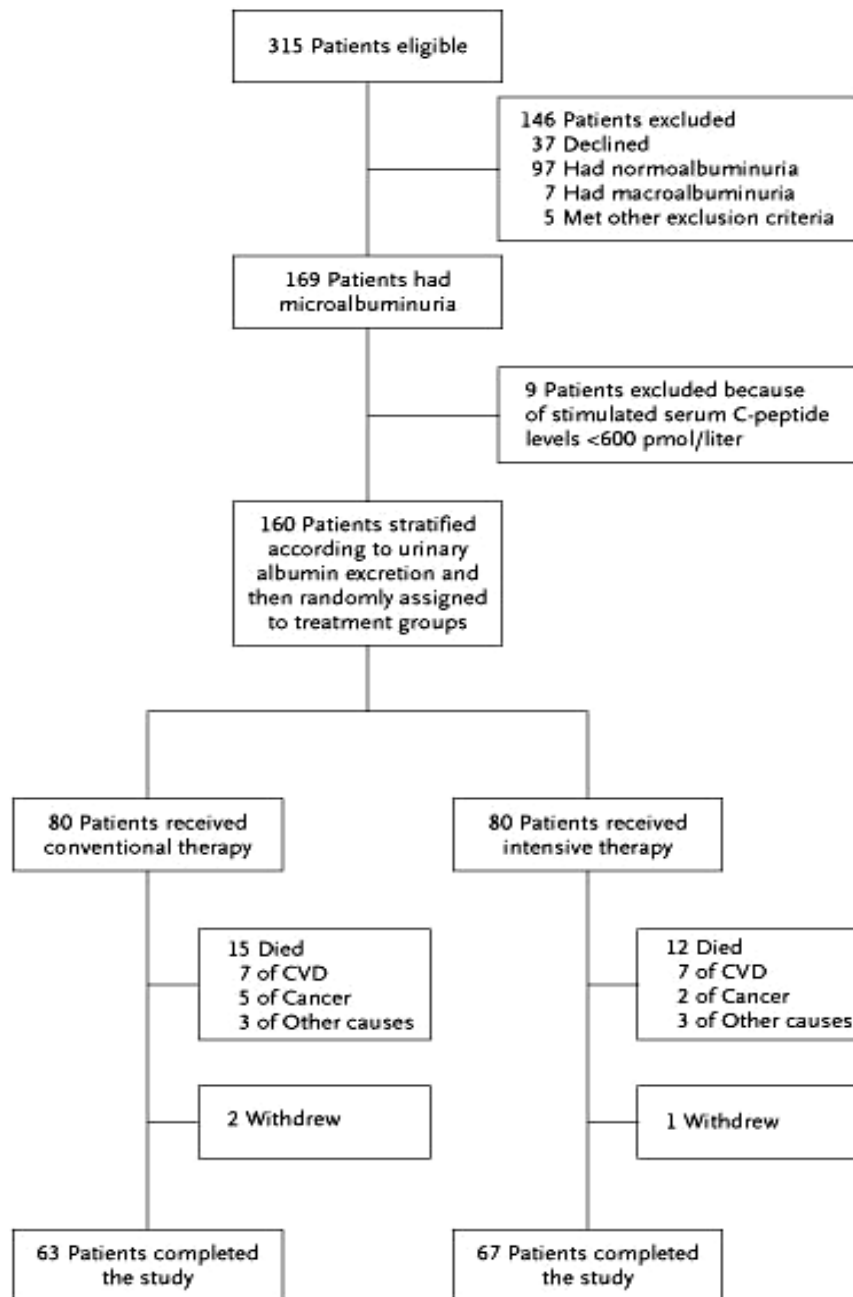 315 Patients eligible
146 Patients excluded
37 Declined
97 Had normoalbuminuria
7 Had macroalbuminuria
5 Met other exclusion criteria
169 Patients had
microalbuminuria
9 Patients excluded because
of stimulated serum C-peptide
levels <600 pmol/liter
160 Patients stratified
according to urinary
albumin excretion and
then randomly assigned
to treatment groups
80 Patients received
conventional therapy
80 Patients received
intensive therapy
15 Died
7 of CVD
5 of Cancer
3 of Other causes
12 Died
7 of CVD
2 of Cancer
3 of Other causes
2 Withdrew
1 Withdrew
63 Patients completed
the study
67 Patients completed
the study